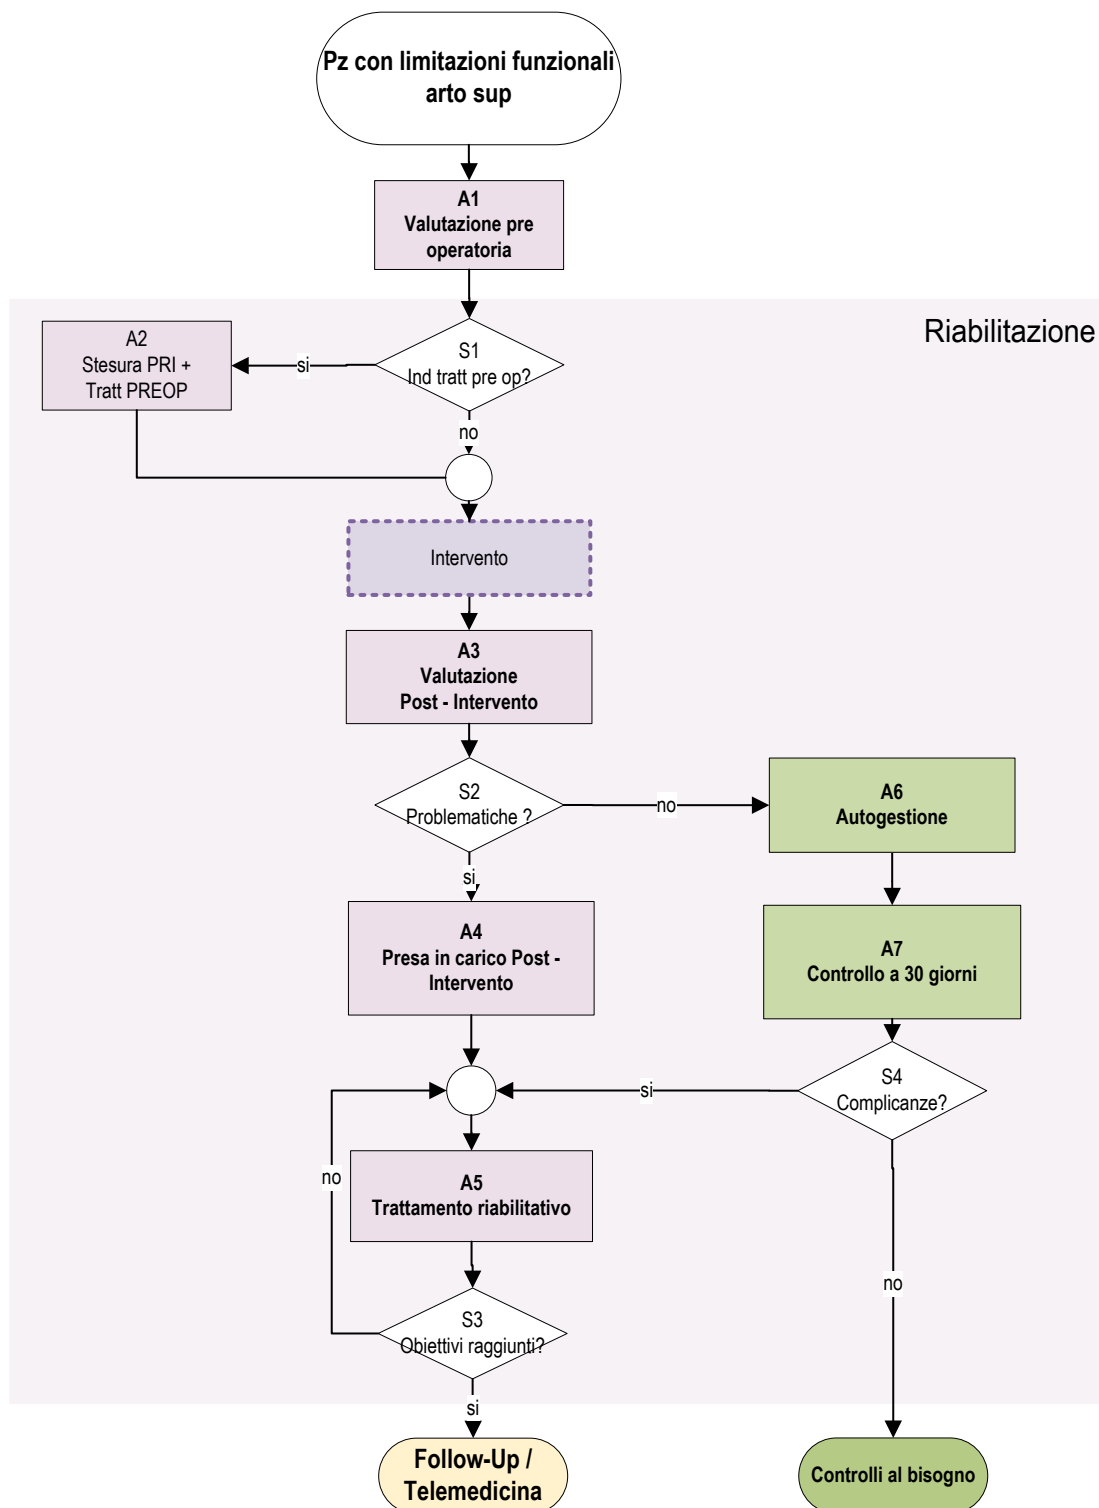 Pz con limitazioni funzionali
arto sup
A1
Valutazione pre
operatoria
Riabilitazione
A2
Stesura PRI +
Tratt PREOP
si
S1
Ind tratt pre op?
no
Intervento
A3
Valutazione
Post - Intervento
S2
Problematiche ?
no
A6
Autogestione
si
A4
Presa in carico Post -
Intervento
A7
Controllo a 30 giorni
S4
Complicanze?
si
no
A5
Trattamento riabilitativo
no
S3
Obiettivi raggiunti?
si
Follow-Up /
Telemedicina
Controlli al bisogno